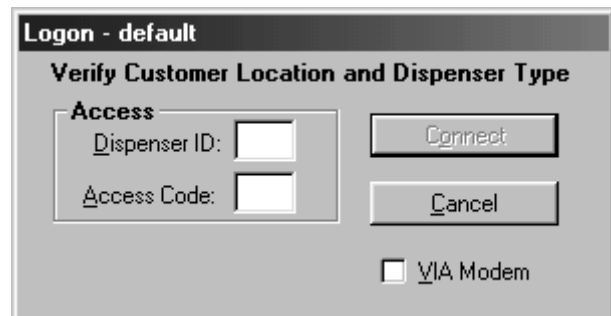 Logon - default
Verify Customer Location and Dispenser Type
Access
Dispenser ID:
Connect
Access Code:
Cancel
VIA Modem